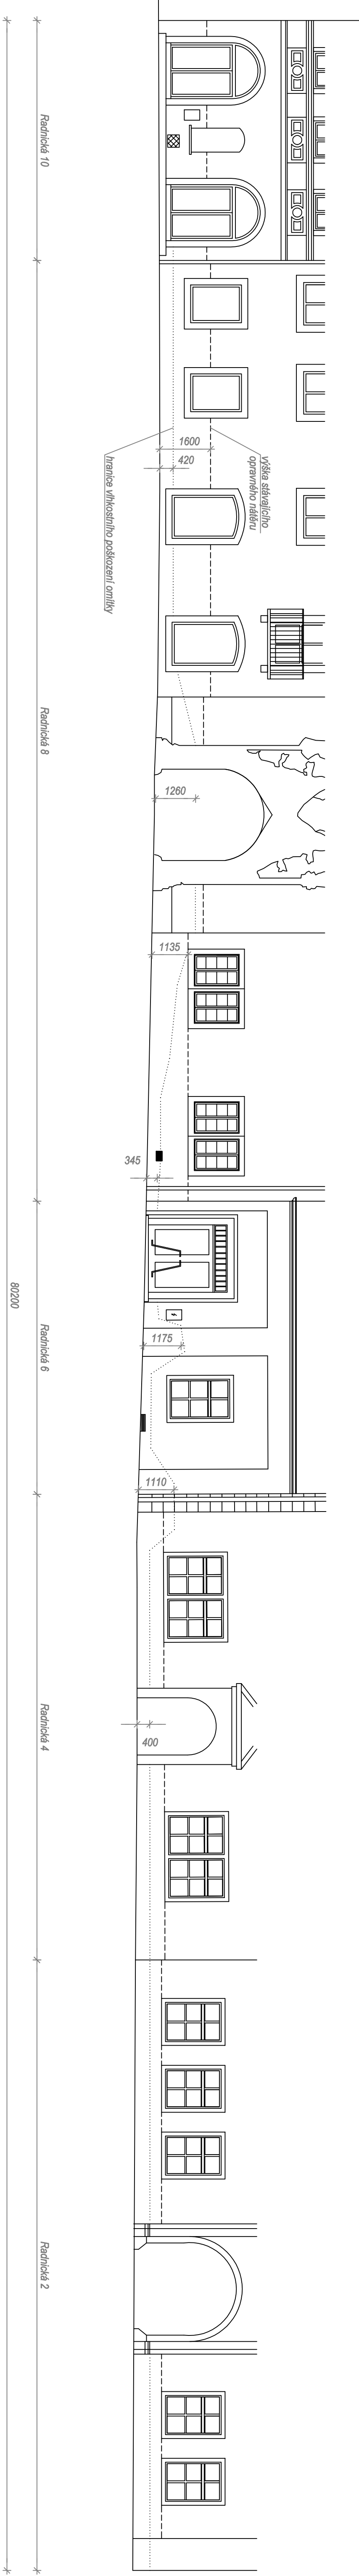 Radnická 10
výška stávajícího
opravného nátěru
1600
420
hranice vlhkostního poškození omítky
Radnická 8
1260
1135
345
Radnická 6
1175
1110
80200
Radnická 4
400
Radnická 2